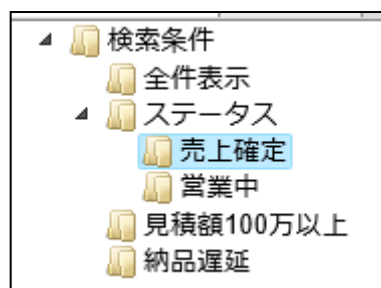 検索条件
全件表示
ステータス
売上確定
営業中
見積額100万以上
納品遅延